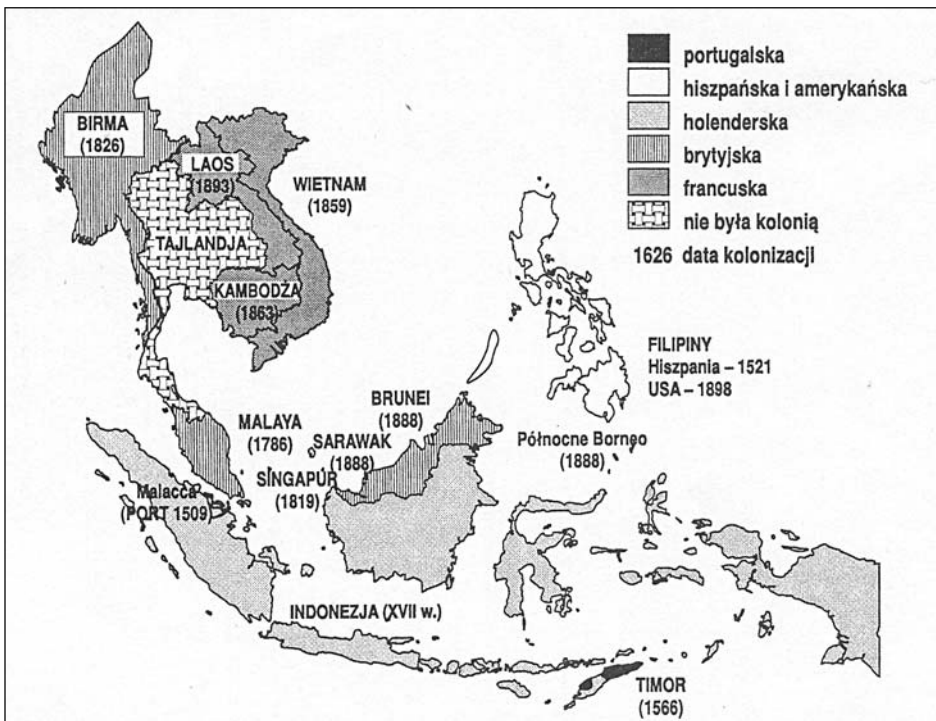 portugalska
hiszpańska i amerykańska
holenderska
brytyjska
francuska
nie była kolonią
1626 data kolonizacji
BIRMA
(1826)
LAOS
(1893)
WIETNAM
(1859)
TAJLANDJA
KAMBODŻA
(1863)
FILIPINY
Hiszpania – 1521
USA – 1898
MALAYA
(1786)
BRUNEI
(1888)
SARAWAK
(1888)
SINGAPUR
(1819)
Północne Borneo
(1888)
Malacca
(PORT 1509)
INDONEZJA (XVII w.)
TIMOR
(1566)